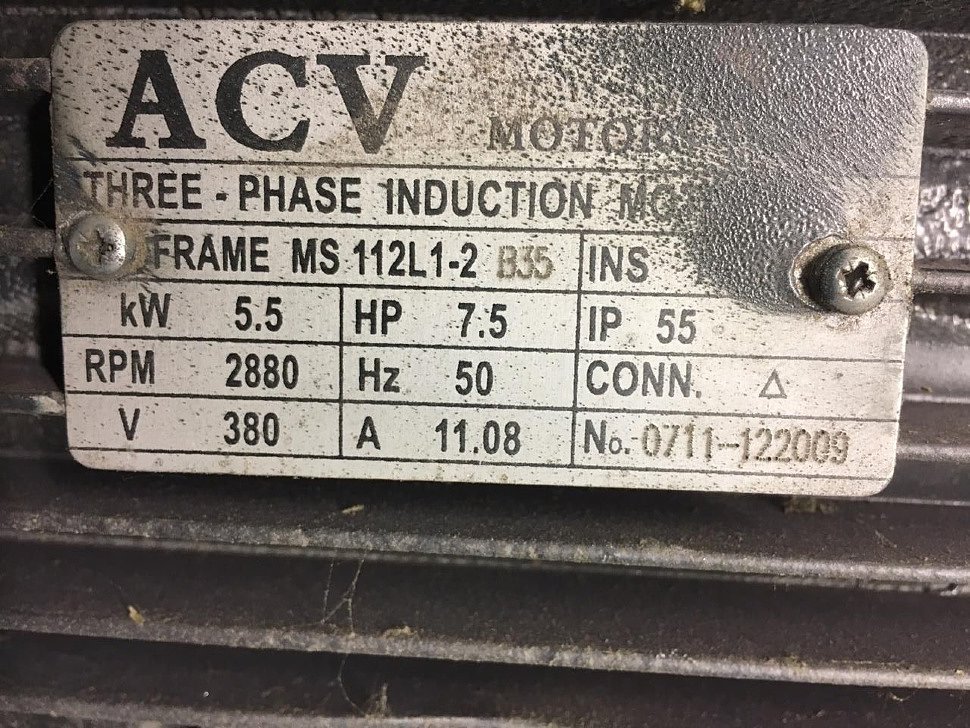 ACV MOTOR
THREE - PHASE INDUCTION MOT
FRAME MS 112L1-2 B35 INS
kW 5.5 HP 7.5 IP 55
RPM 2880 Hz 50 CONN. △
V 380 A 11.08 No. 0711-122009